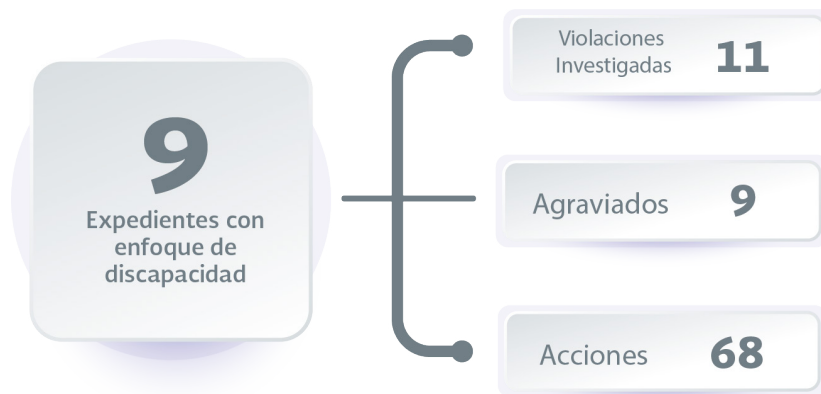 9
Expedientes con
enfoque de
discapacidad
Violaciones
Investigadas
11
Agraviados 9
Acciones 68